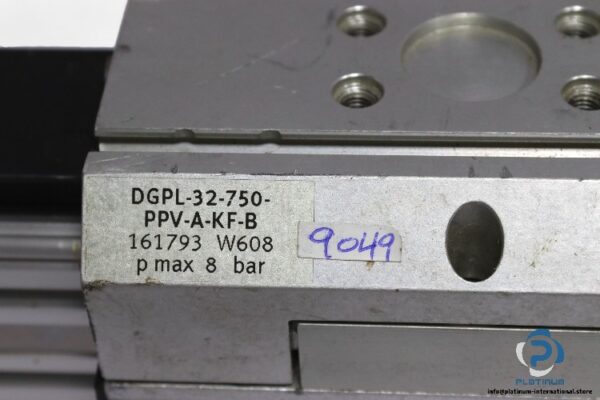 DGPL-32-750-
PPV-A-KF-B
161793 W608
p max 8 bar
9049
PLATINUM
info@platinum-international.store